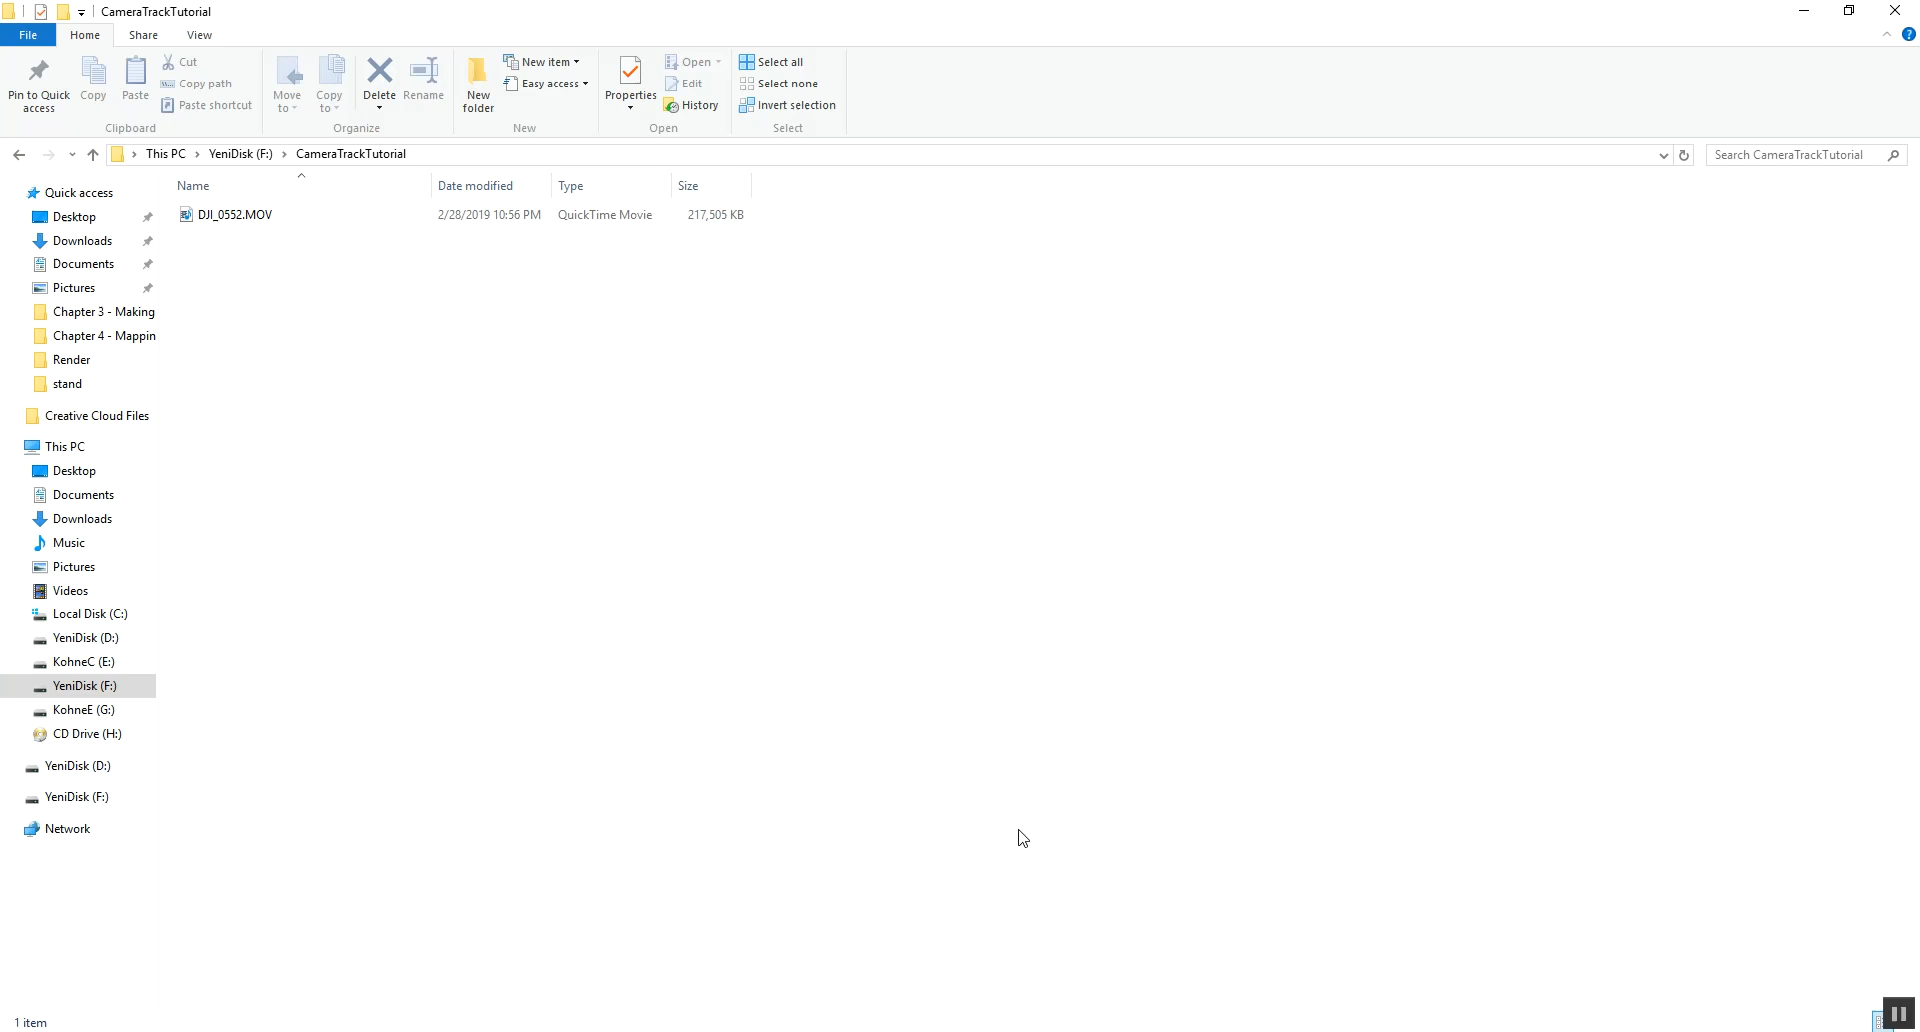 CameraTrackTutorial
File Home Share View
Pin to Quick access
Copy
Paste
Cut
Copy path
Paste shortcut
Clipboard
Move to
Copy to
Delete
Rename
Organize
New folder
New item
Easy access
New
Properties
Open
Edit
History
Open
Select all
Select none
Invert selection
Select
This PC > YeniDisk (F:) > CameraTrackTutorial
Search CameraTrackTutorial
Name Date modified Type Size
DJI_0552.MOV 2/28/2019 10:56 PM QuickTime Movie 217,505 KB
Quick access
Desktop
Downloads
Documents
Pictures
Chapter 3 - Making
Chapter 4 - Mappin
Render
stand
Creative Cloud Files
This PC
Desktop
Documents
Downloads
Music
Pictures
Videos
Local Disk (C:)
YeniDisk (D:)
KohneC (E:)
YeniDisk (F:)
KohneE (G:)
CD Drive (H:)
YeniDisk (D:)
YeniDisk (F:)
Network
1 item